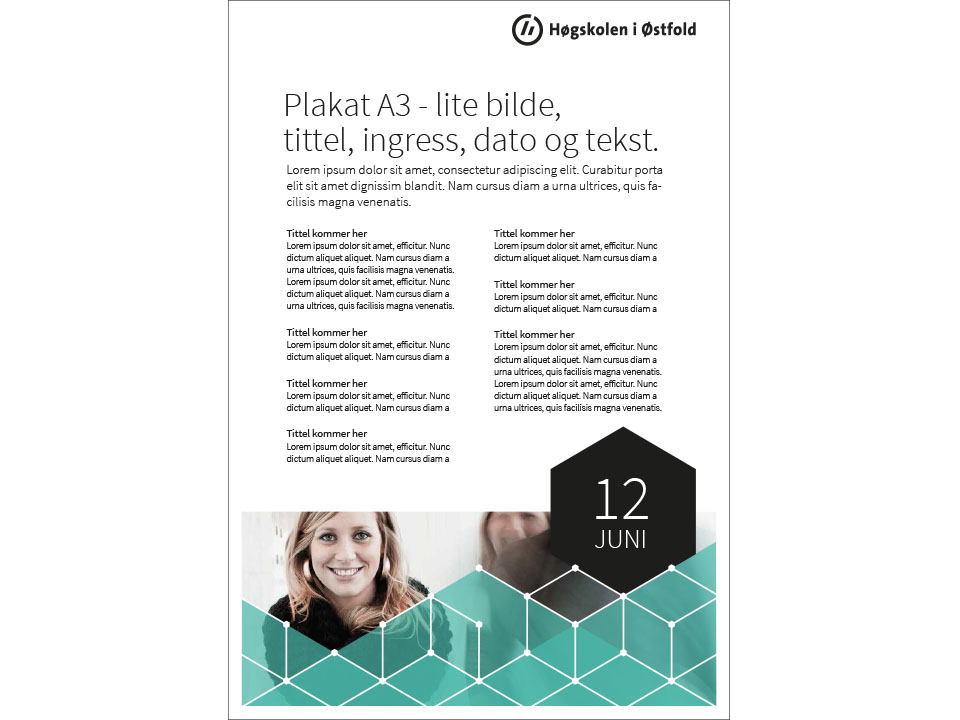 Høgskolen i Østfold
Plakat A3 - lite bilde,
tittel, ingress, dato og tekst.
Lorem ipsum dolor sit amet, consectetur adipiscing elit. Curabitur porta
elit sit amet dignissim blandit. Nam cursus diam a urna ultrices, quis fa-
cilisis magna venenatis.
Tittel kommer her
Lorem ipsum dolor sit amet, efficitur. Nunc
dictum aliquet aliquet. Nam cursus diam a
urna ultrices, quis facilisis magna venenatis.
Lorem ipsum dolor sit amet, efficitur. Nunc
dictum aliquet aliquet. Nam cursus diam a
urna ultrices, quis facilisis magna venenatis.
Tittel kommer her
Lorem ipsum dolor sit amet, efficitur. Nunc
dictum aliquet aliquet. Nam cursus diam a
Tittel kommer her
Lorem ipsum dolor sit amet, efficitur. Nunc
dictum aliquet aliquet. Nam cursus diam a
Tittel kommer her
Lorem ipsum dolor sit amet, efficitur. Nunc
dictum aliquet aliquet. Nam cursus diam a
Tittel kommer her
Lorem ipsum dolor sit amet, efficitur. Nunc
dictum aliquet aliquet. Nam cursus diam a
Tittel kommer her
Lorem ipsum dolor sit amet, efficitur. Nunc
dictum aliquet aliquet. Nam cursus diam a
Tittel kommer her
Lorem ipsum dolor sit amet, efficitur. Nunc
dictum aliquet aliquet. Nam cursus diam a
urna ultrices, quis facilisis magna venenatis.
Lorem ipsum dolor sit amet, efficitur. Nunc
dictum aliquet aliquet. Nam cursus diam a
urna ultrices, quis facilisis magna venenatis.
12
JUNI